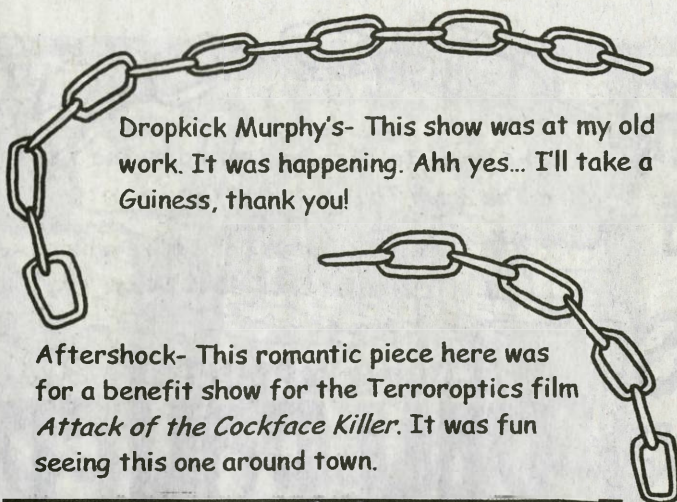 Dropkick Murphy's- This show was at my old
work. It was happening. Ahh yes... I'll take a
Guiness, thank you!
Aftershock- This romantic piece here was
for a benefit show for the Terroroptics film
Attack of the Cockface Killer. It was fun
seeing this one around town.